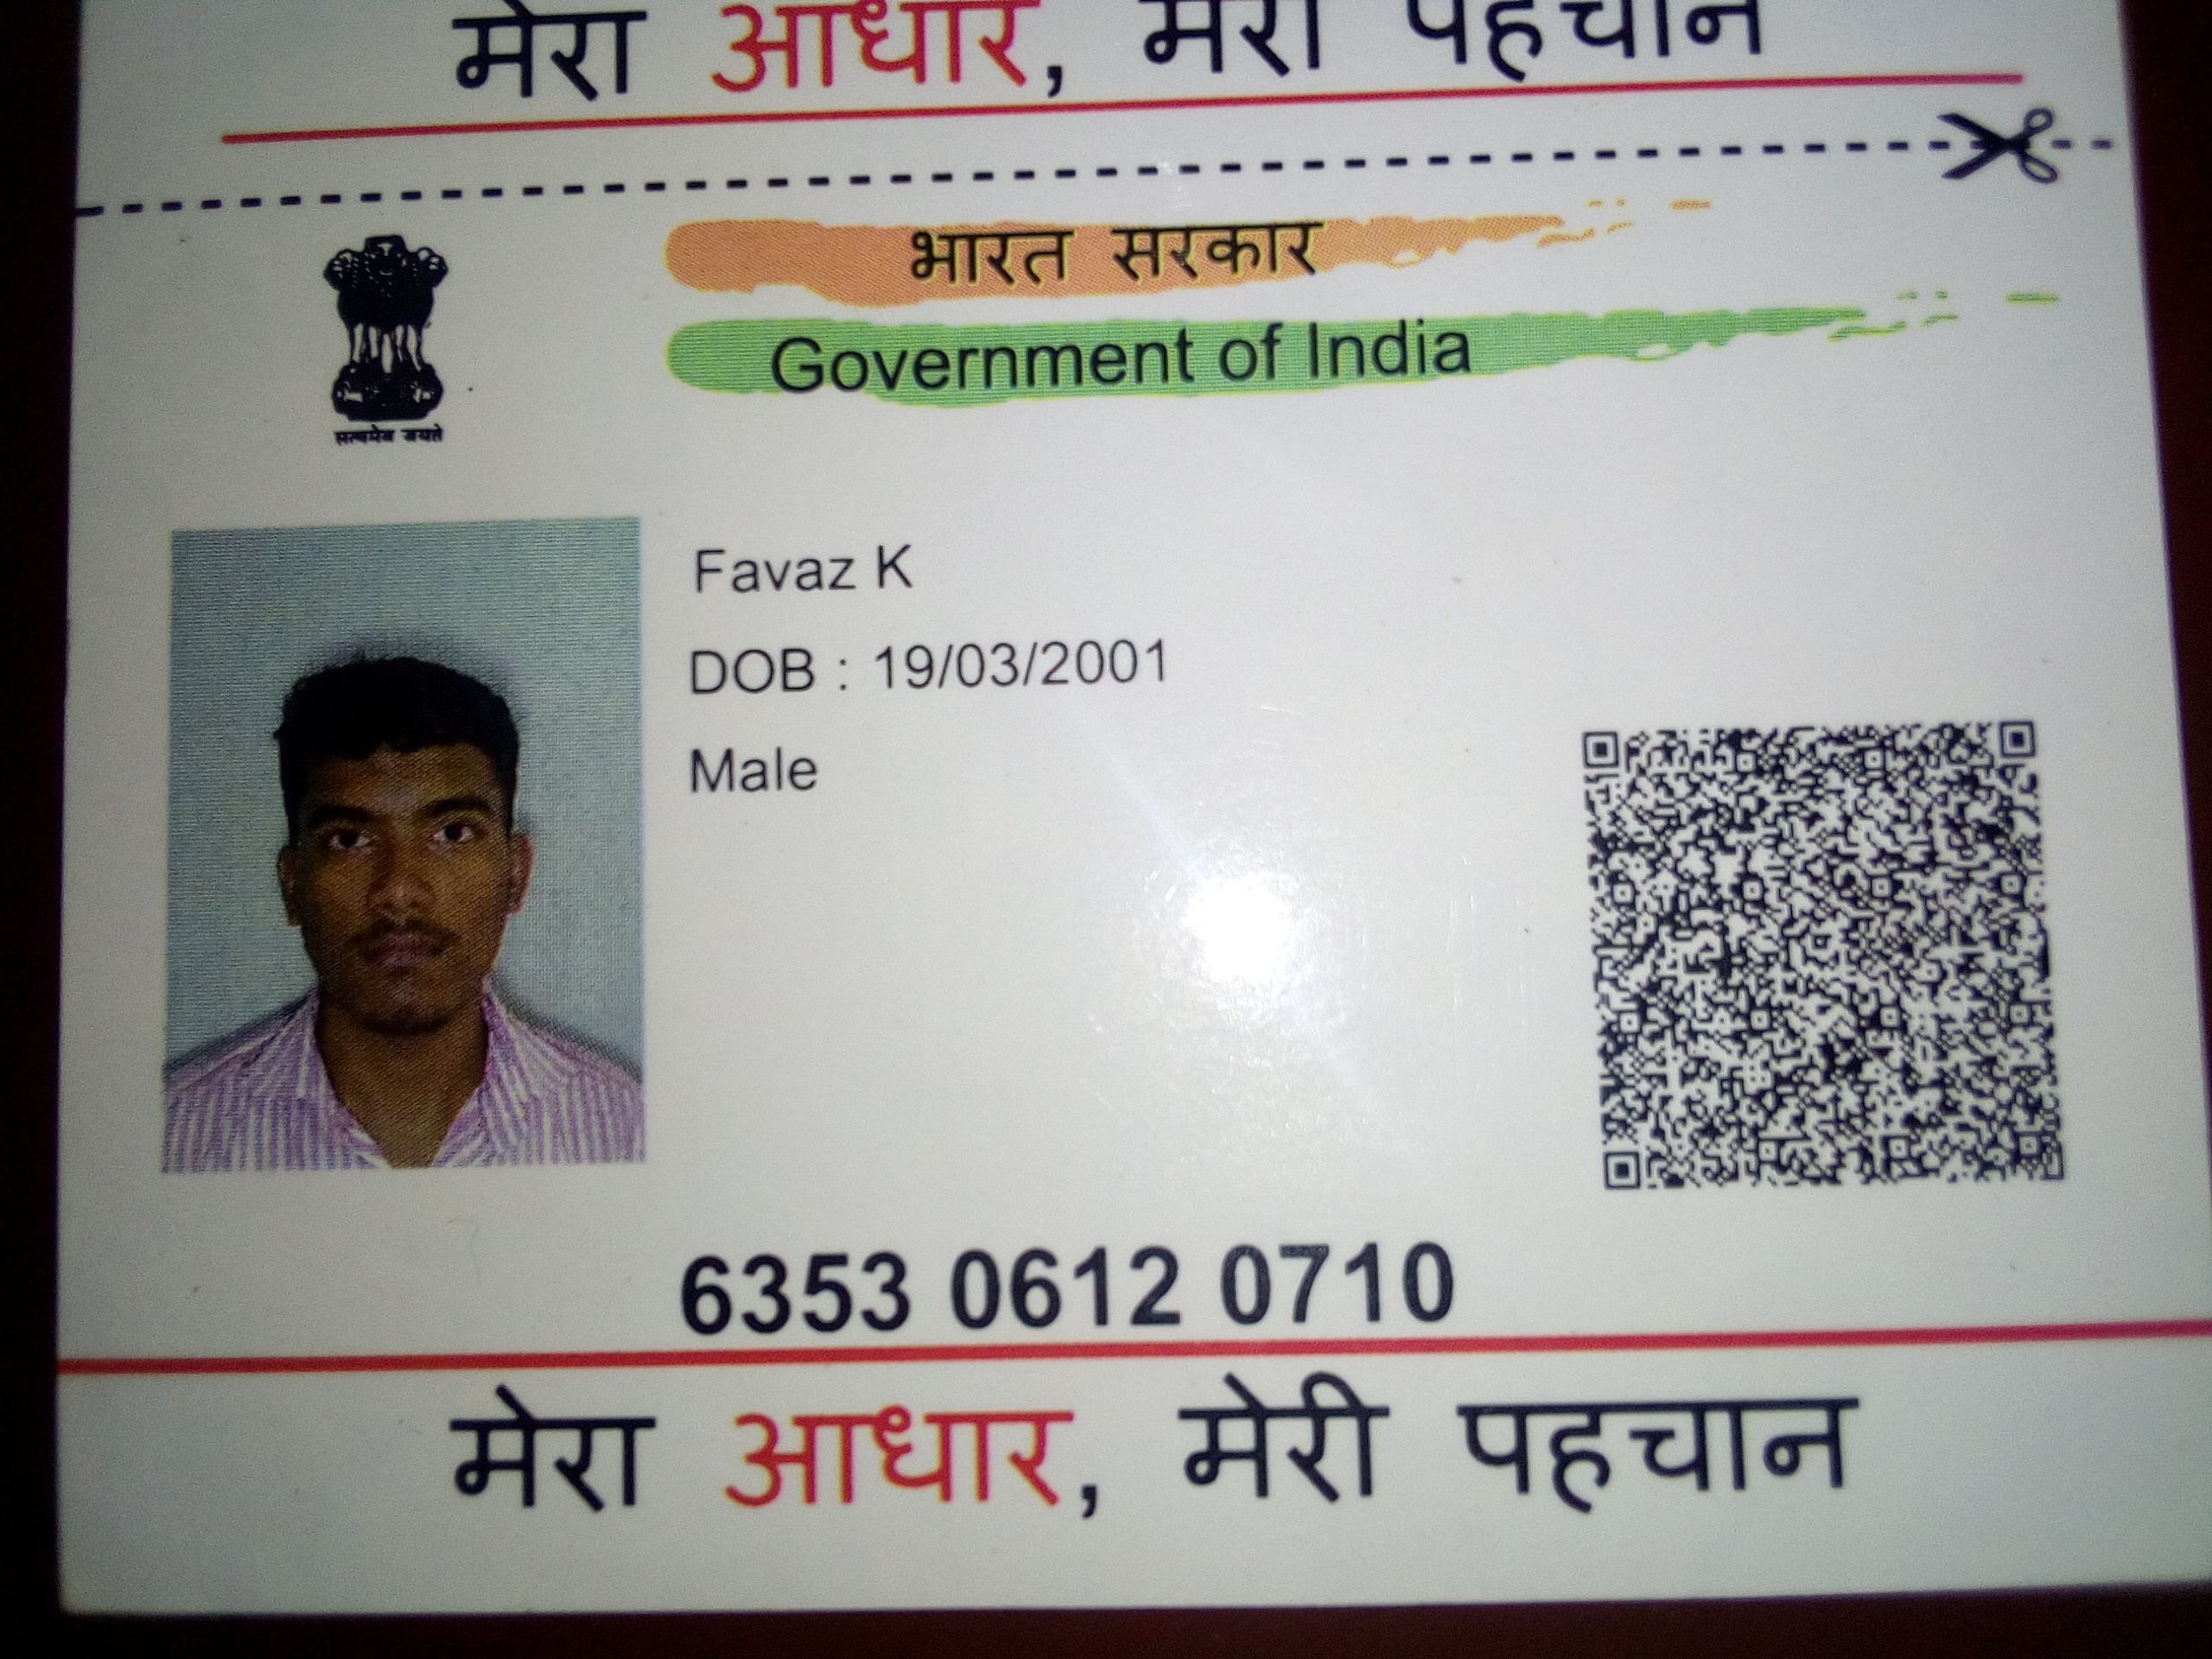 मेरा आधार, मेरी पहचान
भारत सरकार
Government of India
सत्यमेव जयते
Favaz K
DOB : 19/03/2001
Male
6353 0612 0710
मेरा आधार, मेरी पहचान